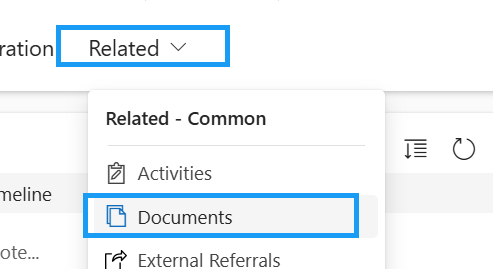 ration Related
Related - Common
Activities
meline
Documents
ote...
External Referrals